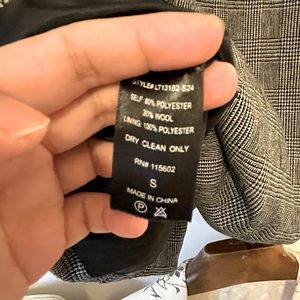 STYLE# LT13182-S24
SELF: 80% POLYESTER
20% WOOL
LINING: 100% POLYESTER
DRY CLEAN ONLY
RN# 115602
S
MADE IN CHINA
P